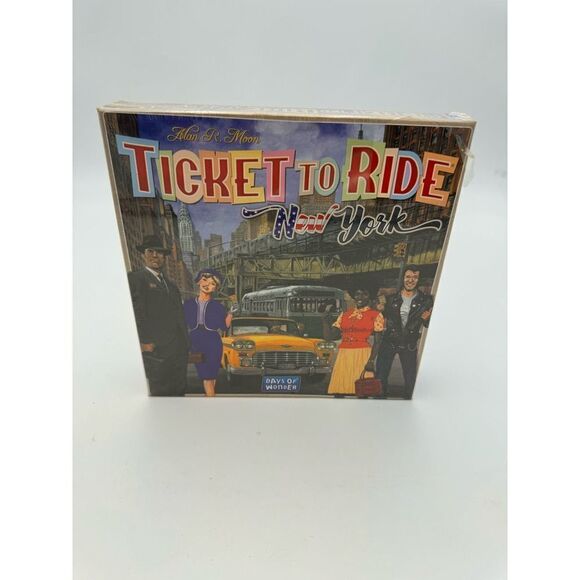 Alan R. Moon
TICKET TO RIDE
New York
DAYS OF
WONDER